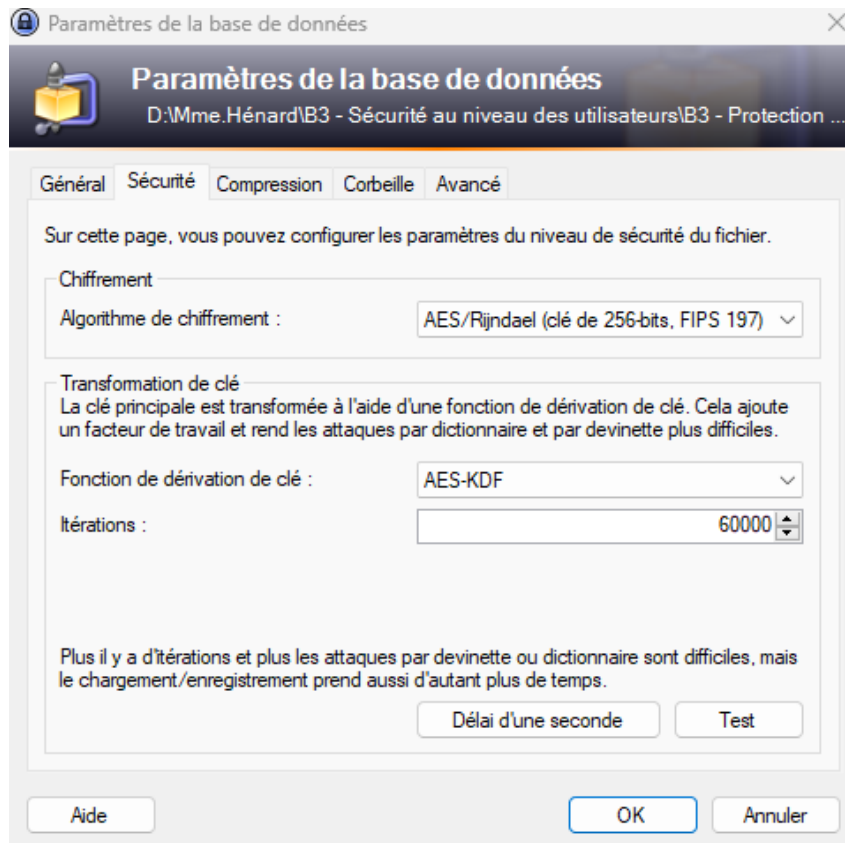 Paramètres de la base de données
Paramètres de la base de données
D:\Mme.Hénard\B3 - Sécurité au niveau des utilisateurs\B3 - Protection ...
Général Sécurité Compression Corbeille Avancé
Sur cette page, vous pouvez configurer les paramètres du niveau de sécurité du fichier.
Chiffrement
Algorithme de chiffrement : AES/Rijndael (clé de 256-bits, FIPS 197)
Transformation de clé
La clé principale est transformée à l'aide d'une fonction de dérivation de clé. Cela ajoute
un facteur de travail et rend les attaques par dictionnaire et par devinette plus difficiles.
Fonction de dérivation de clé : AES-KDF
Itérations : 60000
Plus il y a d'itérations et plus les attaques par devinette ou dictionnaire sont difficiles, mais
le chargement/enregistrement prend aussi d'autant plus de temps.
Délai d'une seconde Test
Aide OK Annuler